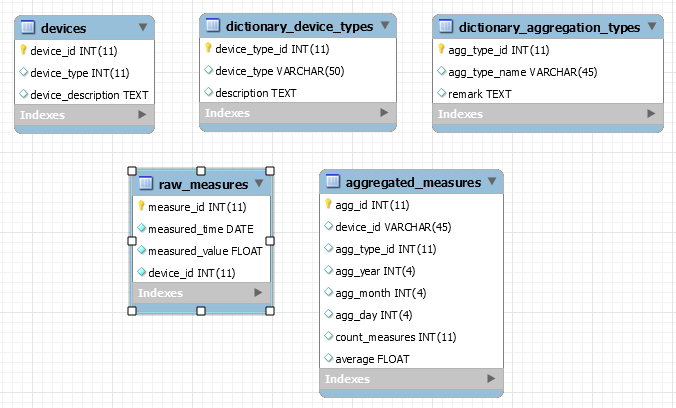 devices
device_id INT(11)
device_type INT(11)
device_description TEXT
Indexes
dictionary_device_types
device_type_id INT(11)
device_type VARCHAR(50)
description TEXT
Indexes
dictionary_aggregation_types
agg_type_id INT(11)
agg_type_name VARCHAR(45)
remark TEXT
Indexes
raw_measures
measure_id INT(11)
measured_time DATE
measured_value FLOAT
device_id INT(11)
Indexes
aggregated_measures
agg_id INT(11)
device_id VARCHAR(45)
agg_type_id INT(11)
agg_year INT(4)
agg_month INT(4)
agg_day INT(4)
count_measures INT(11)
average FLOAT
Indexes